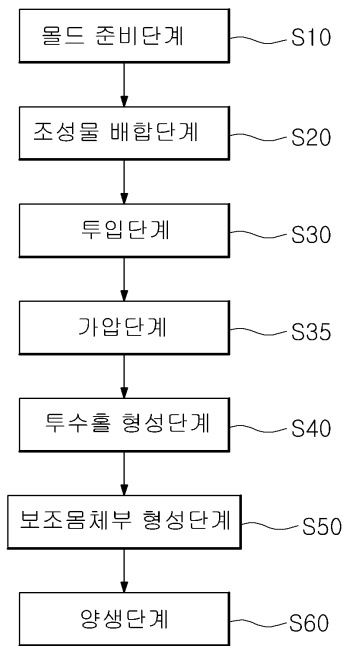 몰드 준비단계 S10
조성물 배합단계 S20
투입단계 S30
가압단계 S35
투수홀 형성단계 S40
보조몸체부 형성단계 S50
양생단계 S60